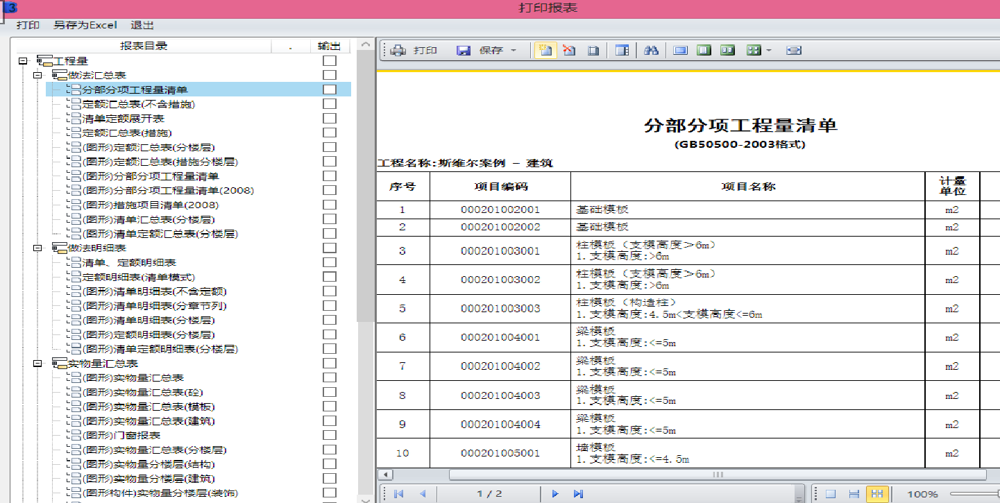 3
打印报表
打印 另存为Excel 退出
报表目录 . 输出
工程量
做法汇总表
分部分项工程量清单
定额汇总表(不含措施)
清单定额展开表
定额汇总表(措施)
(图形)定额汇总表(分楼层)
(图形)定额汇总表(措施分楼层)
(图形)分部分项工程量清单
(图形)分部分项工程量清单(2008)
(图形)措施项目清单(2008)
(图形)清单汇总表(分楼层)
(图形)清单定额汇总表(分楼层)
做法明细表
清单、定额明细表
定额明细表(清单模式)
(图形)清单明细表(不含定额)
(图形)清单明细表(分章节列)
(图形)清单明细表(分楼层)
(图形)定额明细表(分楼层)
(图形)清单定额明细表(分楼层)
实物量汇总表
(图形)实物量汇总表
(图形)实物量汇总表(砼)
(图形)实物量汇总表(模板)
(图形)实物量汇总表(建筑)
(图形)门窗报表
(图形)实物量汇总表(分楼层)
(图形)实物量分楼层(结构)
(图形)实物量分楼层(建筑)
(图形构件)实物量分楼层(装饰)
打印 保存
分部分项工程量清单
(GB50500-2003格式)
工程名称:斯维尔案例 - 建筑
序号 项目编码 项目名称 计量单位
1 000201002001 基础模板 m2
2 000201002002 基础模板 m2
3 000201003001 柱模板（支模高度＞6m） m2
1.支模高度:>6m
4 000201003002 柱模板（支模高度＞6m） m2
1.支模高度:>6m
5 000201003003 柱模板（构造柱） m2
1.支模高度:4.5m<支模高度<=6m
6 000201004001 梁模板 m2
1.支模高度:<=5m
7 000201004002 梁模板 m2
1.支模高度:<=5m
8 000201004003 梁模板 m2
1.支模高度:<=5m
9 000201004004 梁模板 m2
1.支模高度:<=5m
10 000201005001 墙模板 m2
1.支模高度:<=4.5m
1 / 2 100%